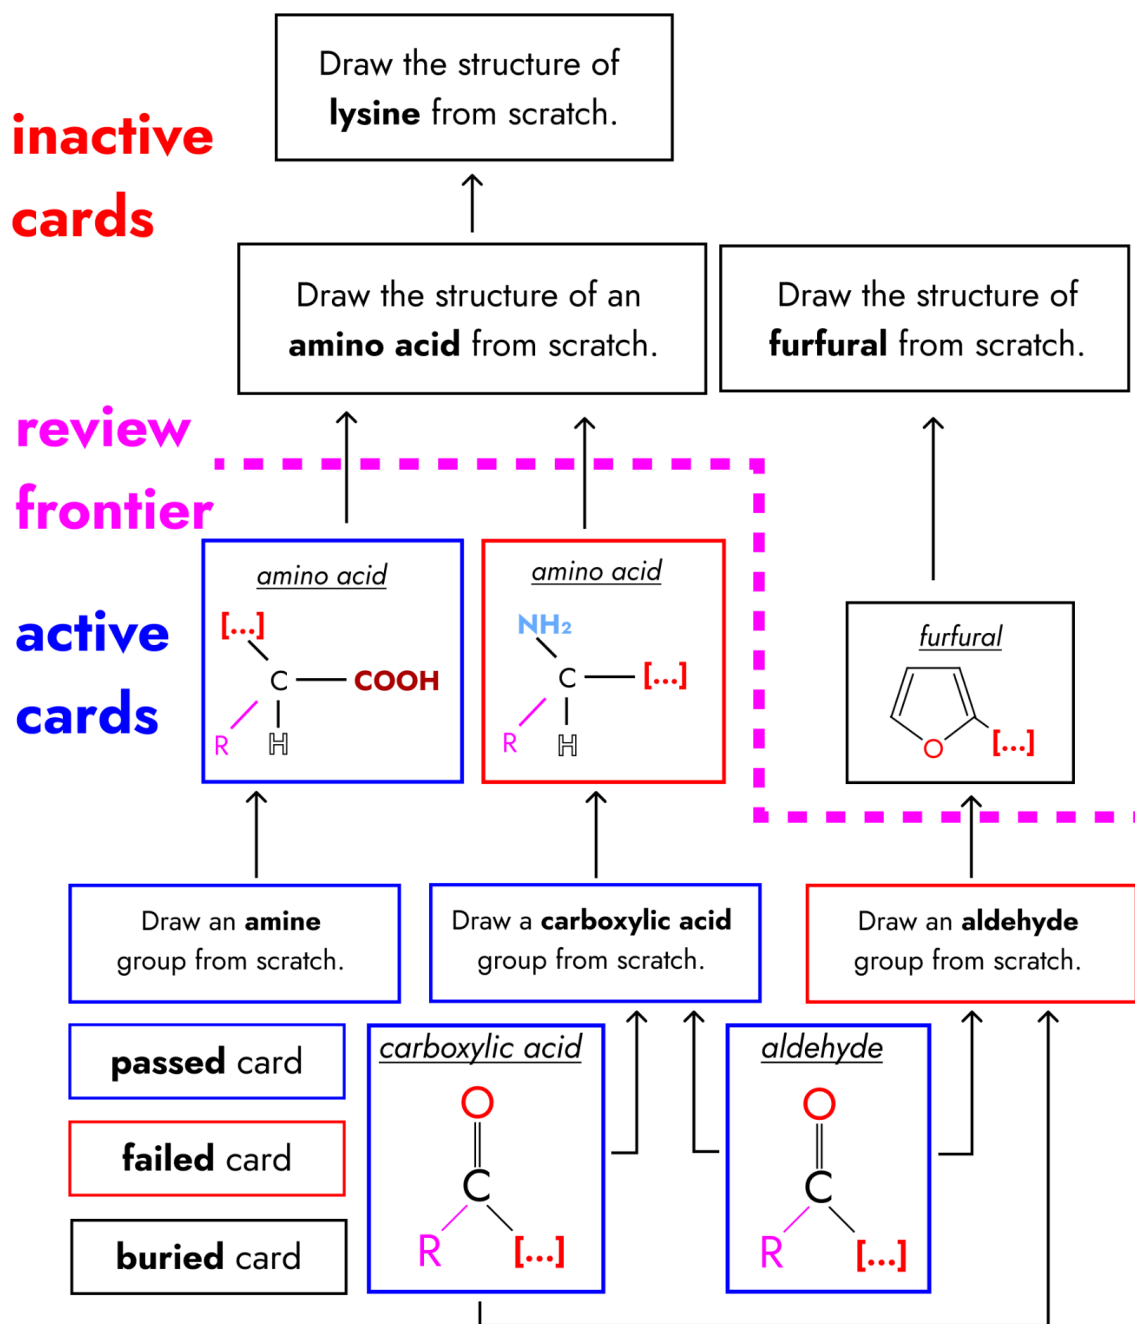 Draw the structure of
lysine from scratch.
inactive
cards
Draw the structure of an
amino acid from scratch.
Draw the structure of
furfural from scratch.
review
frontier
active
cards
amino acid
[...]
C
COOH
R
H
amino acid
NH₂
C
[...]
R
H
furfural
O
[...]
Draw an amine
group from scratch.
Draw a carboxylic acid
group from scratch.
Draw an aldehyde
group from scratch.
passed card
failed card
buried card
carboxylic acid
O
C
R
[...]
aldehyde
O
C
R
[...]